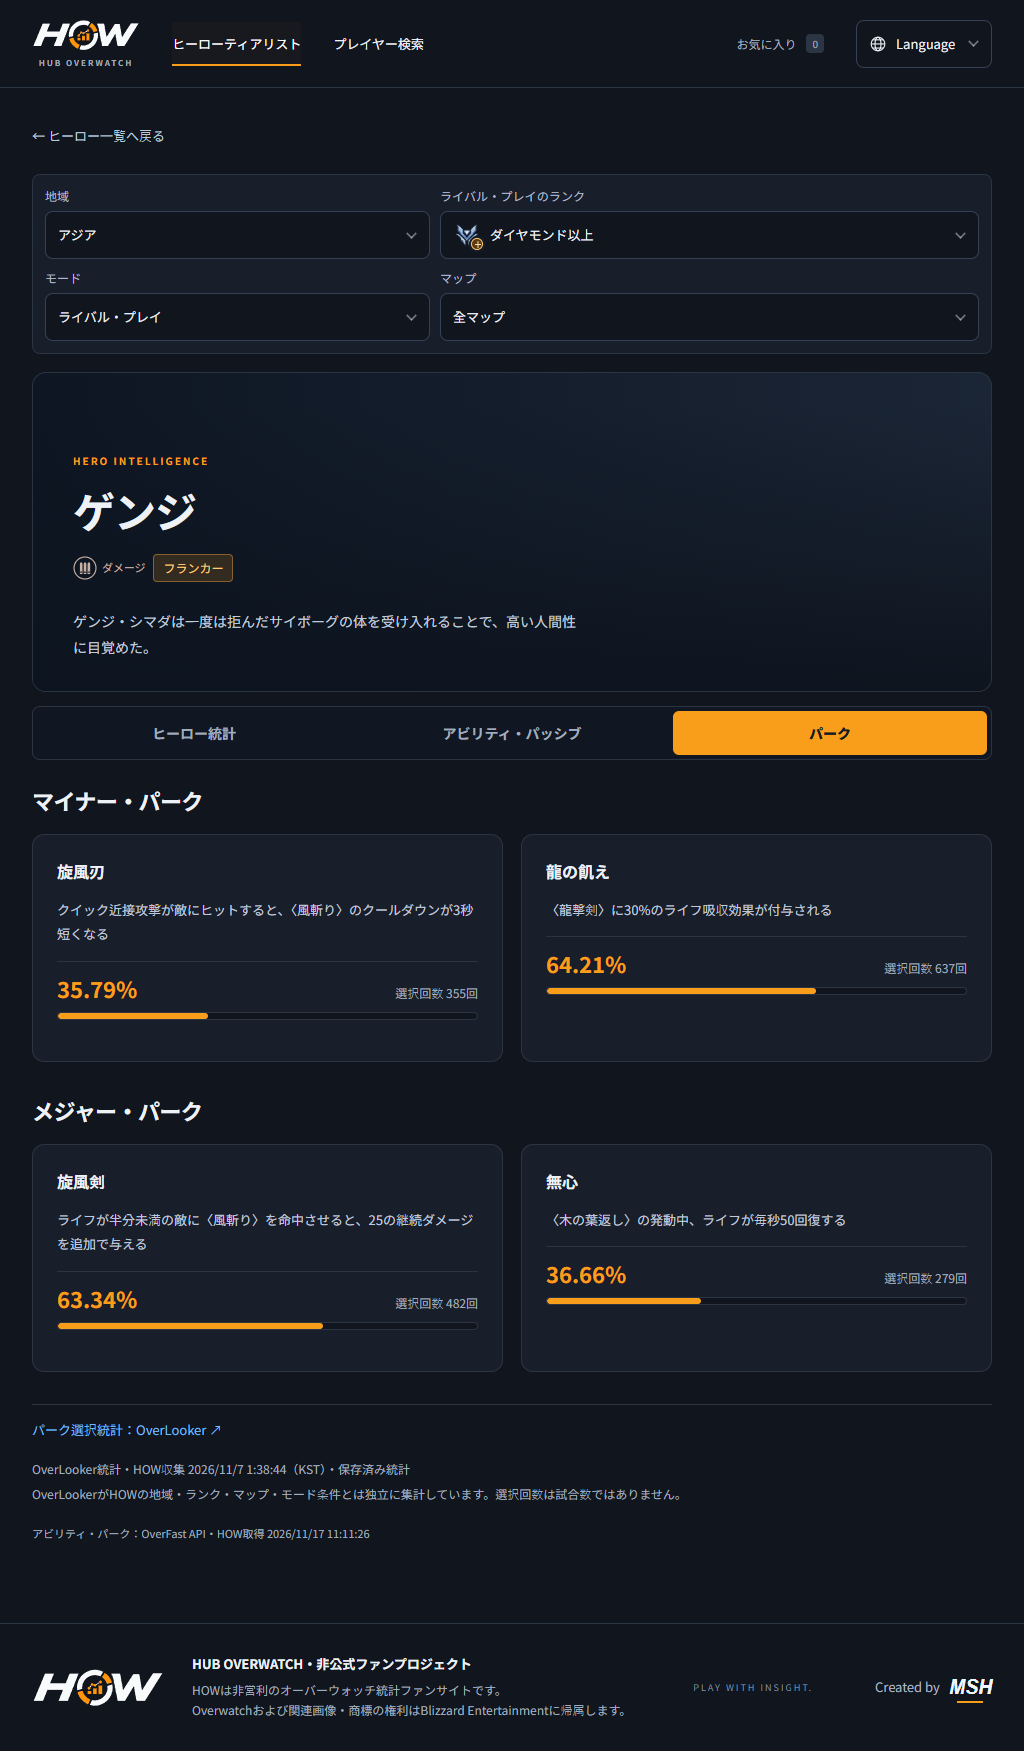 HOW
HUB OVERWATCH
ヒーローティアリスト
プレイヤー検索
お気に入り 0
Language
← ヒーロー一覧へ戻る
地域
ライバル・プレイのランク
アジア
ダイヤモンド以上
モード
マップ
ライバル・プレイ
全マップ
HERO INTELLIGENCE
ゲンジ
ダメージ フランカー
ゲンジ・シマダは一度は拒んだサイボーグの体を受け入れることで、高い人間性
に目覚めた。
ヒーロー統計
アビリティ・パッシブ
パーク
マイナー・パーク
旋風刃
クイック近接攻撃が敵にヒットすると、〈風斬り〉のクールダウンが3秒
短くなる
35.79%
選択回数 355回
龍の飢え
〈龍撃剣〉に30%のライフ吸収効果が付与される
64.21%
選択回数 637回
メジャー・パーク
旋風剣
ライフが半分未満の敵に〈風斬り〉を命中させると、25の継続ダメージ
を追加で与える
63.34%
選択回数 482回
無心
〈木の葉返し〉の発動中、ライフが毎秒50回復する
36.66%
選択回数 279回
パーク選択統計：OverLooker ↗
OverLooker統計・HOW収集 2026/11/7 1:38:44（KST）・保存済み統計
OverLookerがHOWの地域・ランク・マップ・モード条件とは独立に集計しています。選択回数は試合数ではありません。
アビリティ・パーク：OverFast API・HOW取得 2026/11/17 11:11:26
HOW
HUB OVERWATCH・非公式ファンプロジェクト
HOWは非営利のオーバーウォッチ統計ファンサイトです。
Overwatchおよび関連画像・商標の権利はBlizzard Entertainmentに帰属します。
PLAY WITH INSIGHT.
Created by MSH